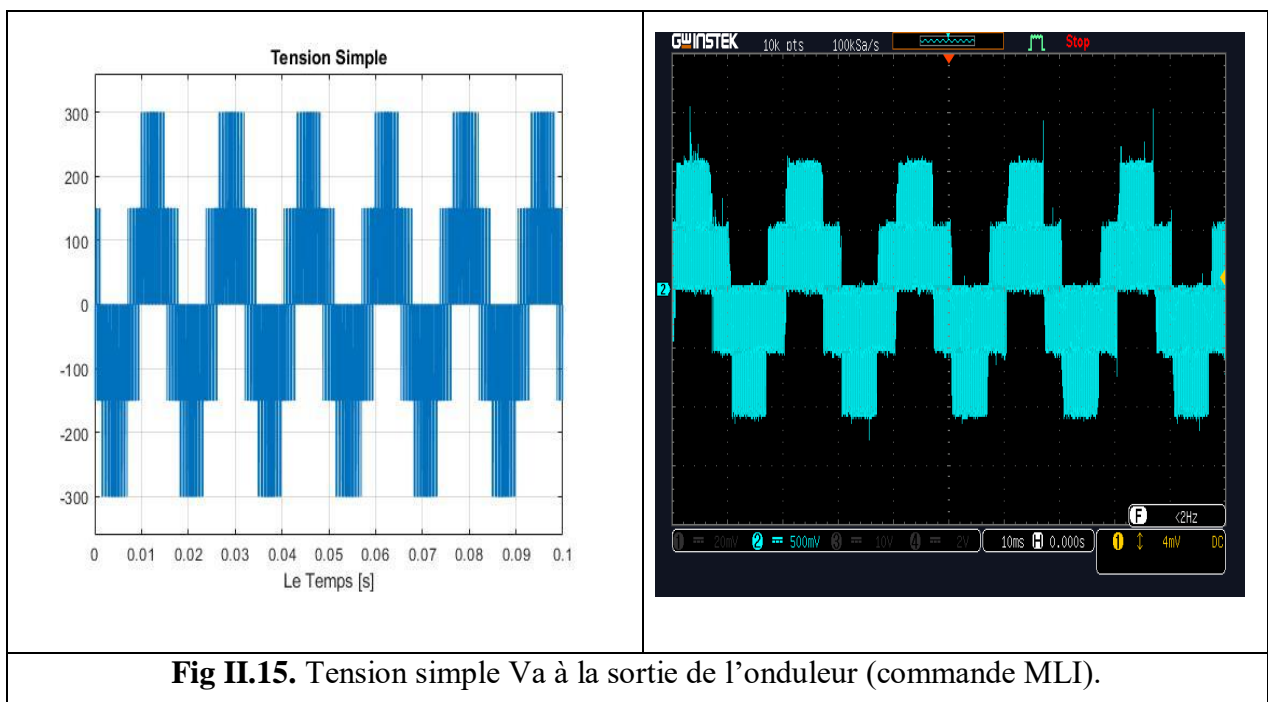 Tension Simple
300
200
100
0
-100
-200
-300
0 0.01 0.02 0.03 0.04 0.05 0.06 0.07 0.08 0.09 0.1
Le Temps [s]
GWINSTEK 10k pts 100kSa/s Stop
2
F <2Hz
1 20mV 2 500mV 3 10V 4 2V 10ms H 0.000s 1 4mV DC
Fig II.15. Tension simple Va à la sortie de l’onduleur (commande MLI).